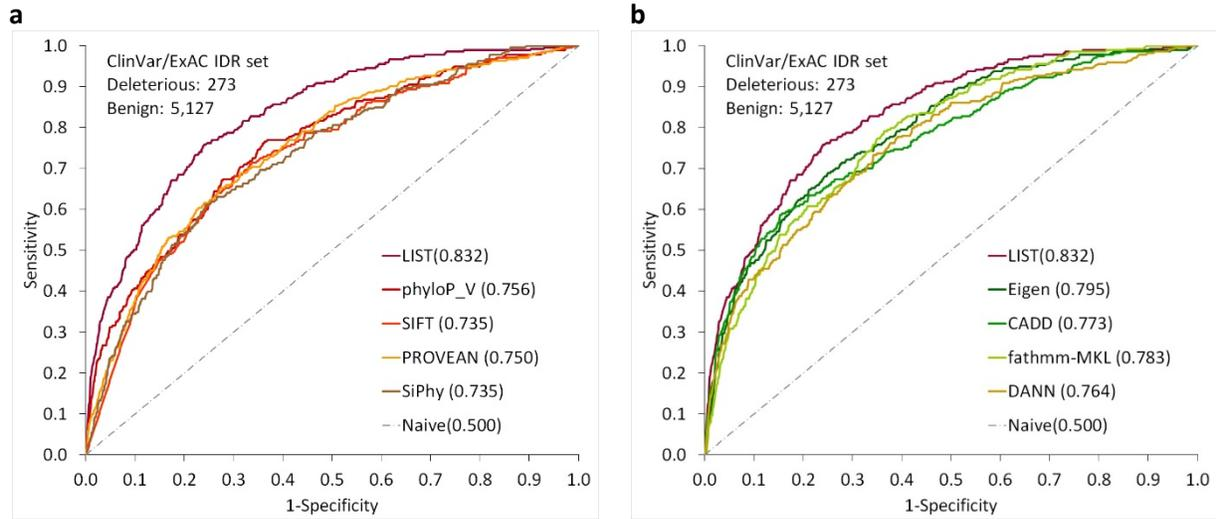 a
1.0
0.9
0.8
0.7
0.6
0.5
0.4
0.3
0.2
0.1
0.0
Sensitivity
ClinVar/ExAC IDR set
Deleterious: 273
Benign: 5,127
LIST(0.832)
phyloP_V (0.756)
SIFT (0.735)
PROVEAN (0.750)
SiPhy (0.735)
Naive(0.500)
0.0 0.1 0.2 0.3 0.4 0.5 0.6 0.7 0.8 0.9 1.0
1-Specificity
b
1.0
0.9
0.8
0.7
0.6
0.5
0.4
0.3
0.2
0.1
0.0
Sensitivity
ClinVar/ExAC IDR set
Deleterious: 273
Benign: 5,127
LIST(0.832)
Eigen (0.795)
CADD (0.773)
fathmm-MKL (0.783)
DANN (0.764)
Naive(0.500)
0.0 0.1 0.2 0.3 0.4 0.5 0.6 0.7 0.8 0.9 1.0
1-Specificity